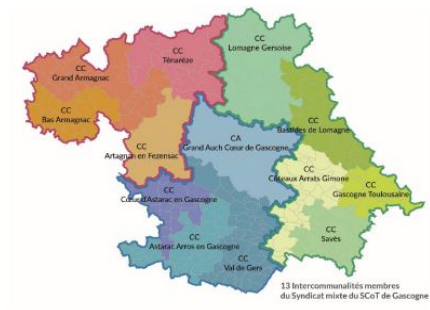 CC
Lomagne Gersoise
CC
Ténarèze
CC
Grand Armagnac
CC
Bas Armagnac
CC
Bastides de Lomagne
CA
Grand Auch Cœur de Gascogne
CC
Artagnan en Fezensac
CC
Côteaux Arrats Gimone
CC
Gascogne Toulousaine
CC
Cœur d'Astarac en Gascogne
CC
Savès
CC
Astarac Arros en Gascogne
CC
Val de Gers
13 Intercommunalités membres
du Syndicat mixte du SCoT de Gascogne